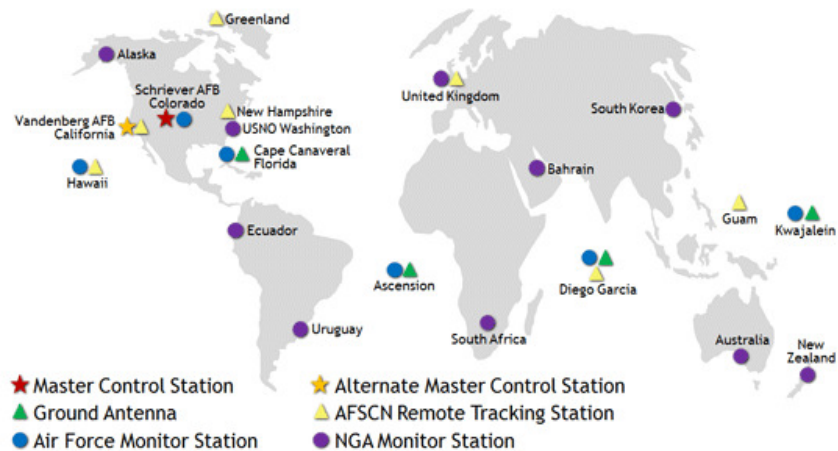 Greenland
Alaska
Schriever AFB
Colorado
Vandenberg AFB
California
New Hampshire
USNO Washington
Cape Canaveral
Florida
Hawaii
United Kingdom
South Korea
Bahrain
Guam
Kwajalein
Ecuador
Ascension
Diego Garcia
Uruguay
South Africa
Australia
New
Zealand
Master Control Station
Alternate Master Control Station
Ground Antenna
AFSCN Remote Tracking Station
Air Force Monitor Station
NGA Monitor Station